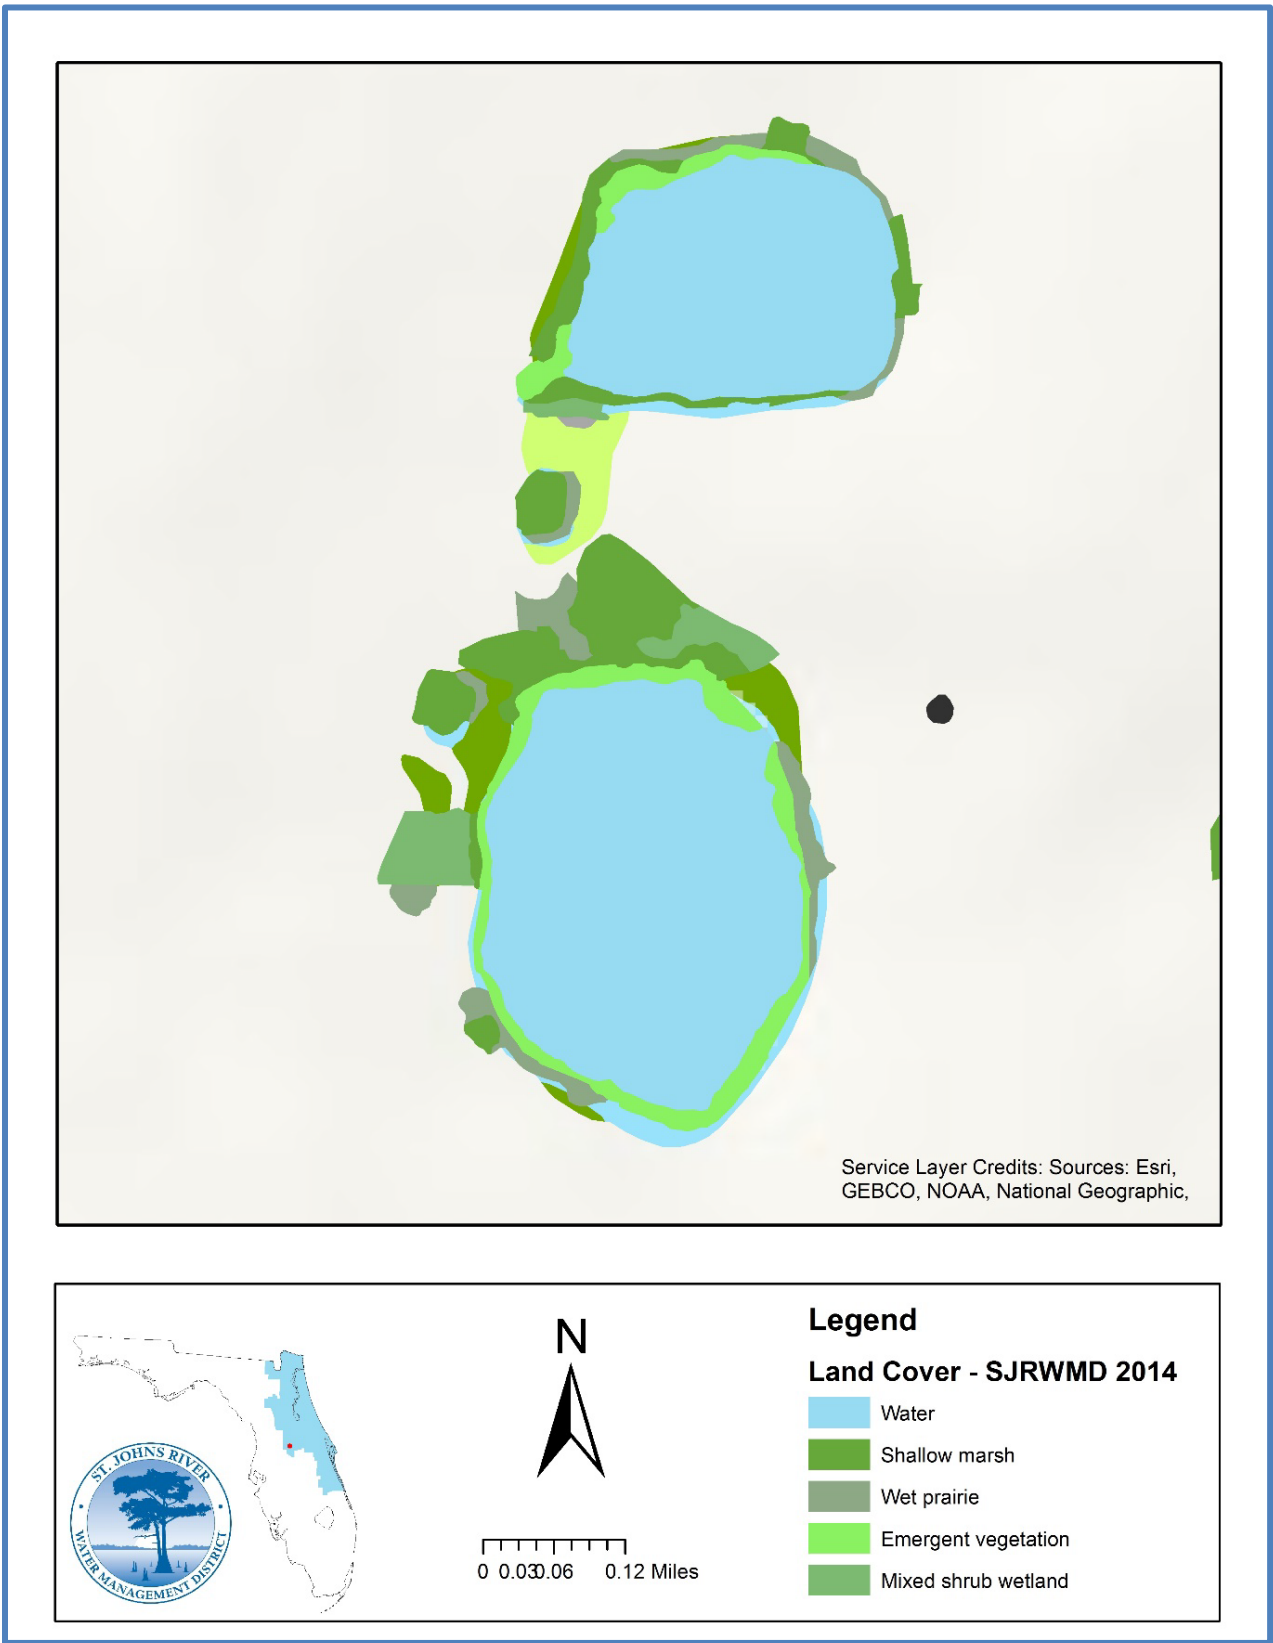 Service Layer Credits: Sources: Esri,
GEBCO, NOAA, National Geographic,
ST. JOHNS RIVER
WATER MANAGEMENT DISTRICT
N
0 0.030.06 0.12 Miles
Legend
Land Cover - SJRWMD 2014
Water
Shallow marsh
Wet prairie
Emergent vegetation
Mixed shrub wetland